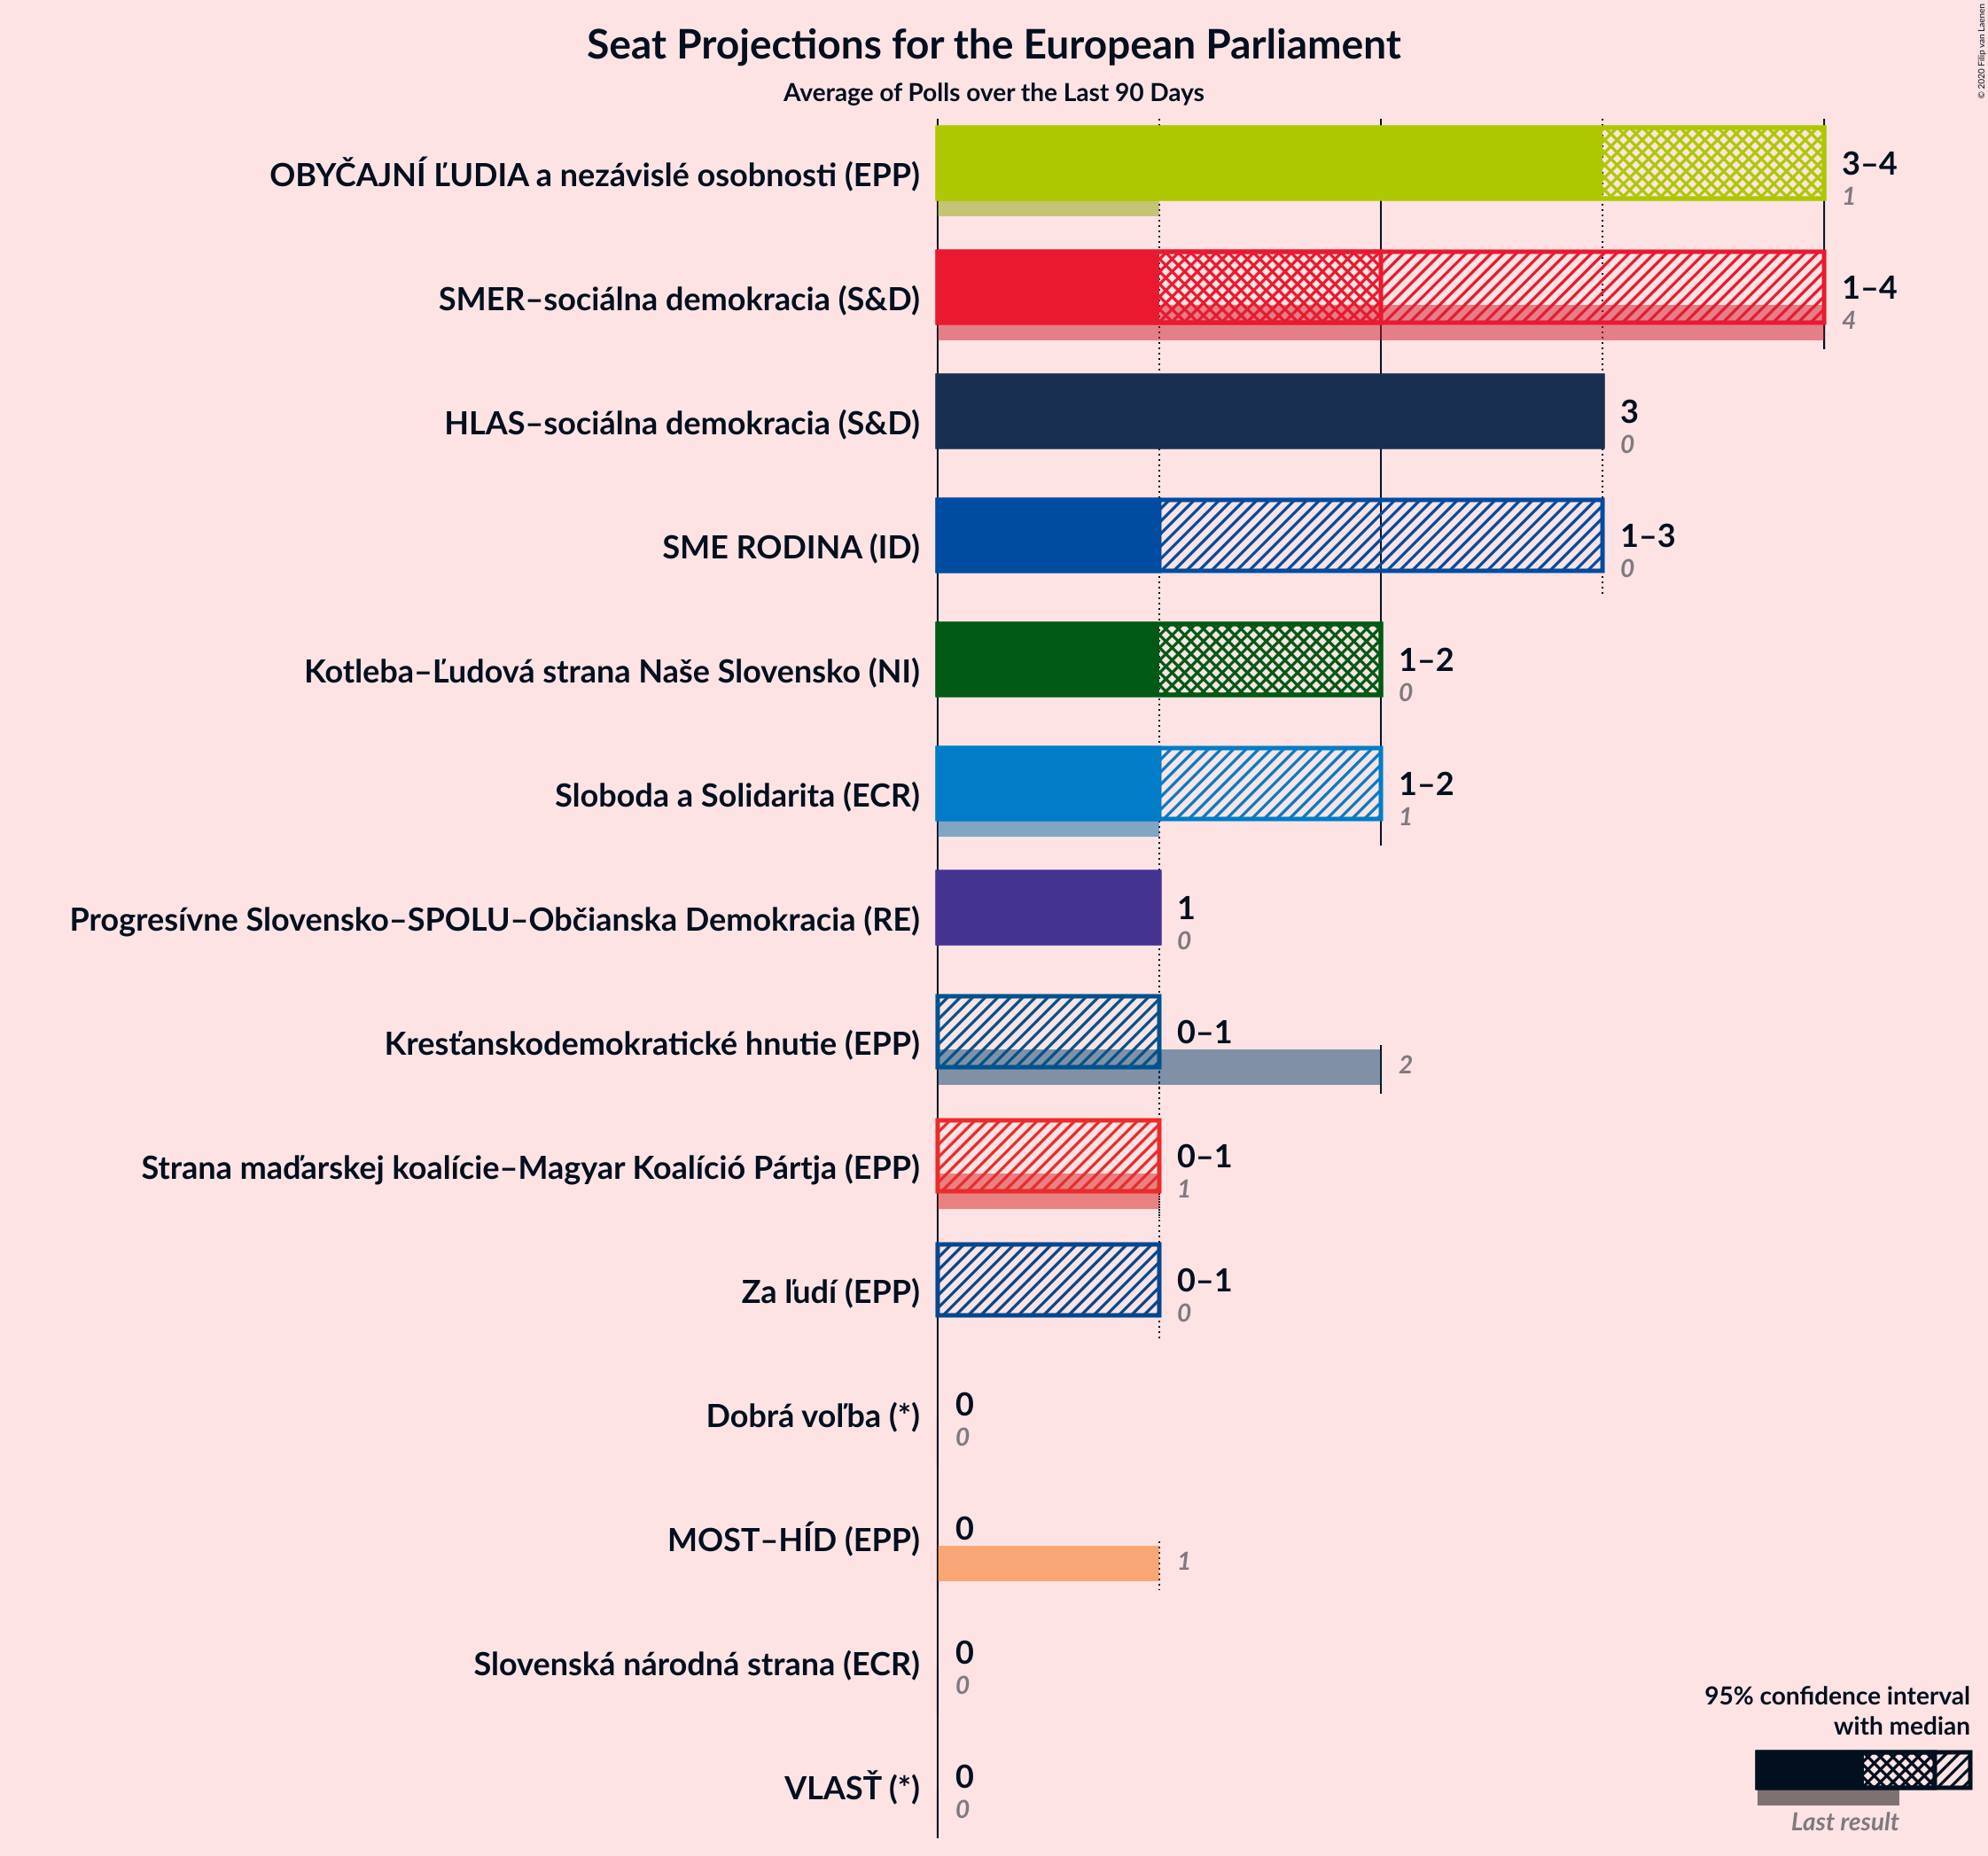 Seat Projections for the European Parliament
Average of Polls over the Last 90 Days
© 2020 Filip van Laenen
OBYČAJNÍ ĽUDIA a nezávislé osobnosti (EPP)
3–4
1
SMER–sociálna demokracia (S&D)
1–4
4
HLAS–sociálna demokracia (S&D)
3
0
SME RODINA (ID)
1–3
0
Kotleba–Ľudová strana Naše Slovensko (NI)
1–2
0
Sloboda a Solidarita (ECR)
1–2
1
Progresívne Slovensko–SPOLU–Občianska Demokracia (RE)
1
0
Kresťanskodemokratické hnutie (EPP)
0–1
2
Strana maďarskej koalície–Magyar Koalíció Pártja (EPP)
0–1
1
Za ľudí (EPP)
0–1
0
Dobrá voľba (*)
0
0
MOST–HÍD (EPP)
0
1
Slovenská národná strana (ECR)
0
0
VLASŤ (*)
0
0
95% confidence interval
with median
Last result